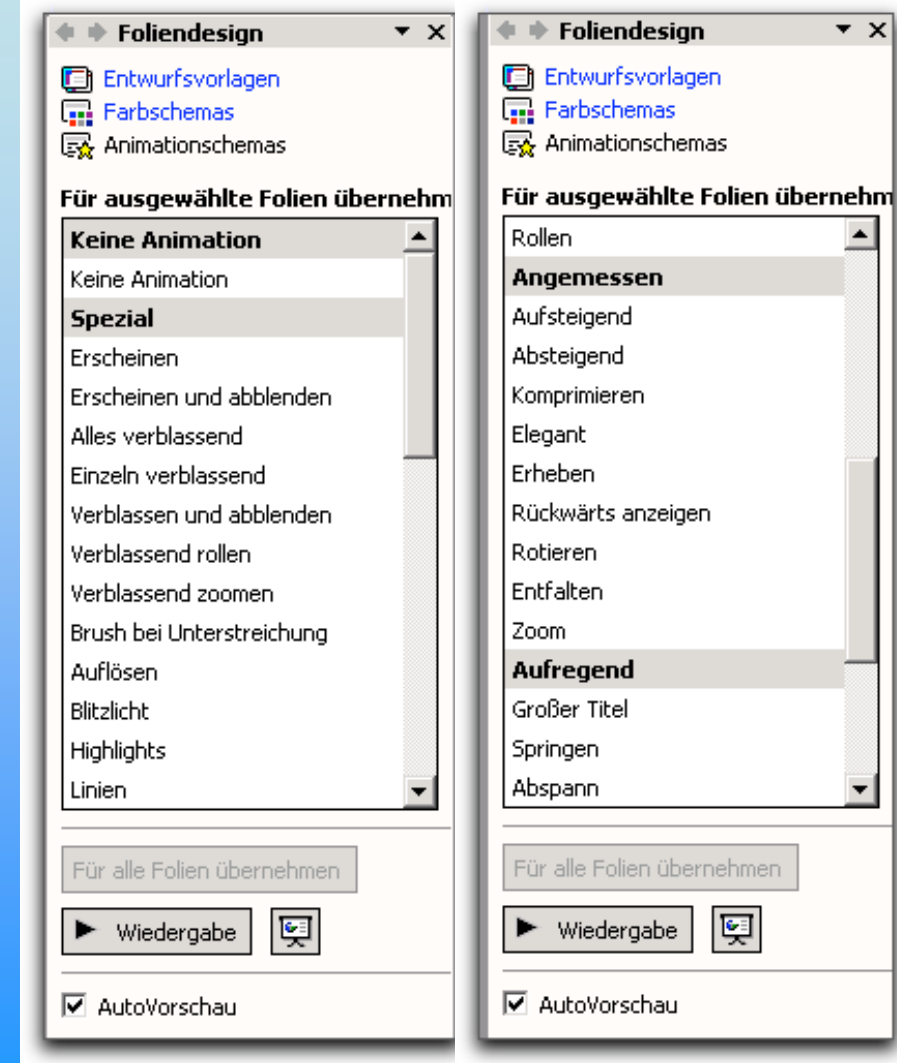 Foliendesign
Entwurfsvorlagen
Farbschemas
Animationschemas
Für ausgewählte Folien übernehm
Keine Animation
Keine Animation
Spezial
Erscheinen
Erscheinen und abblenden
Alles verblassend
Einzeln verblassend
Verblassen und abblenden
Verblassend rollen
Verblassend zoomen
Brush bei Unterstreichung
Auflösen
Blitzlicht
Highlights
Linien
Für alle Folien übernehmen
Wiedergabe
AutoVorschau
Foliendesign
Entwurfsvorlagen
Farbschemas
Animationschemas
Für ausgewählte Folien übernehm
Rollen
Angemessen
Aufsteigend
Absteigend
Komprimieren
Elegant
Erheben
Rückwärts anzeigen
Rotieren
Entfalten
Zoom
Aufregend
Großer Titel
Springen
Abspann
Für alle Folien übernehmen
Wiedergabe
AutoVorschau